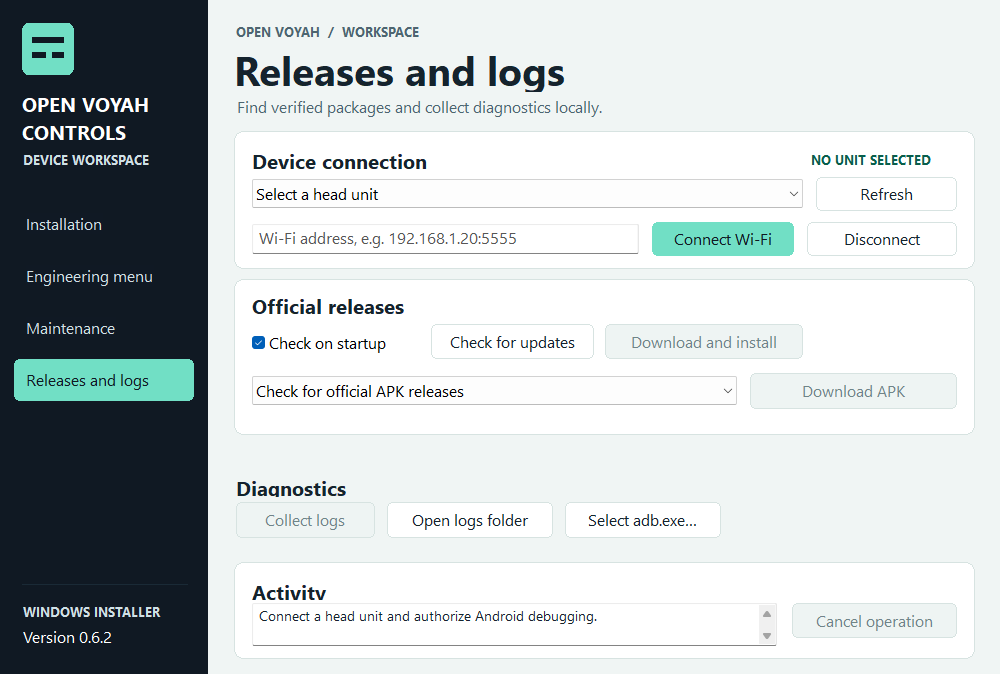 OPEN VOYAH
CONTROLS
DEVICE WORKSPACE
Installation
Engineering menu
Maintenance
Releases and logs
WINDOWS INSTALLER
Version 0.6.2
OPEN VOYAH / WORKSPACE
Releases and logs
Find verified packages and collect diagnostics locally.
Device connection
NO UNIT SELECTED
Select a head unit
Refresh
Wi-Fi address, e.g. 192.168.1.20:5555
Connect Wi-Fi
Disconnect
Official releases
Check on startup
Check for updates
Download and install
Check for official APK releases
Download APK
Diagnostics
Collect logs
Open logs folder
Select adb.exe...
Activity
Connect a head unit and authorize Android debugging.
Cancel operation